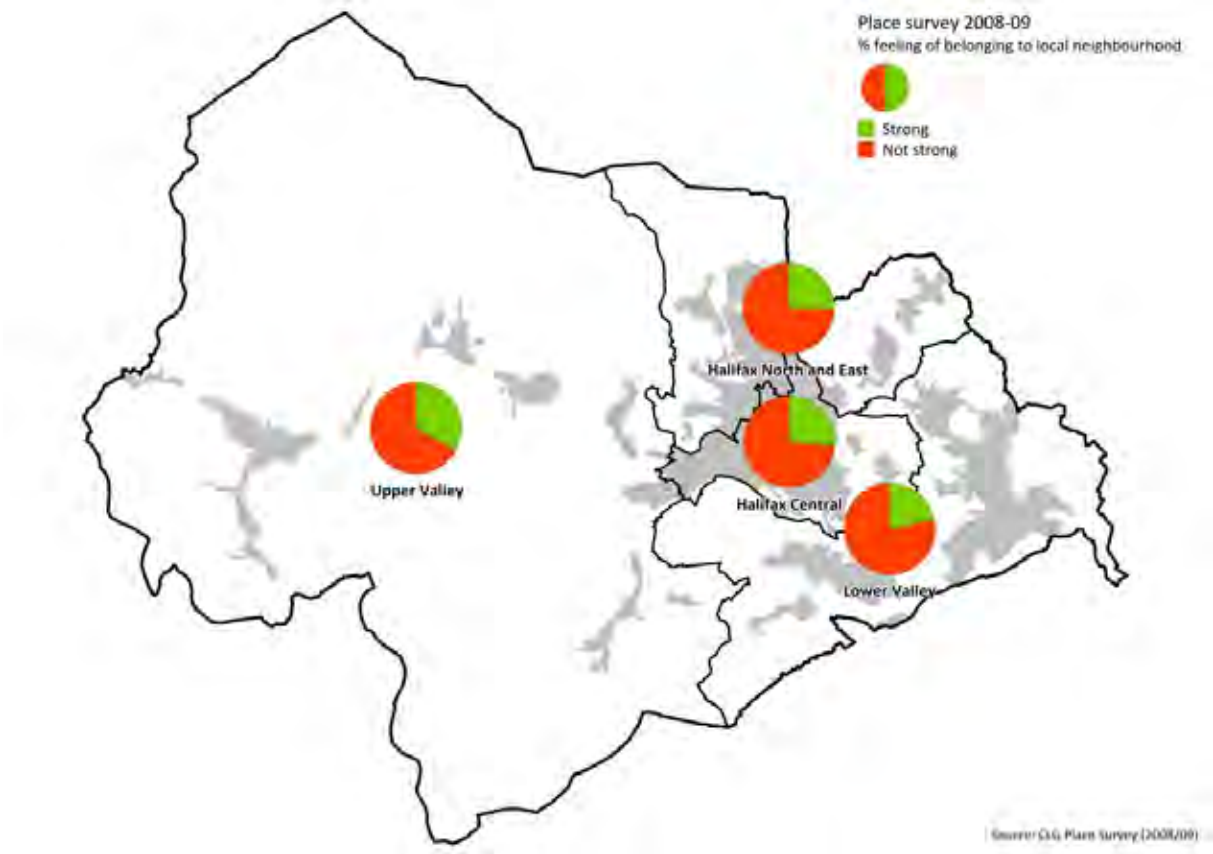 Place survey 2008-09
% feeling of belonging to local neighbourhood
Strong
Not strong
Halifax North and East
Upper Valley
Halifax Central
Lower Valley
Source: CLG Place Survey (2008/09)